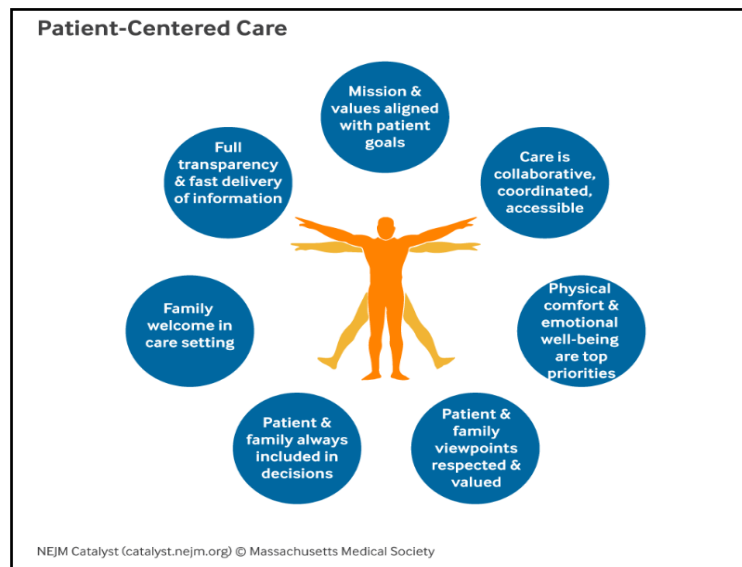 Patient-Centered Care
Mission &
values aligned
with patient
goals
Care is
collaborative,
coordinated,
accessible
Physical
comfort &
emotional
well-being
are top
priorities
Patient &
family
viewpoints
respected &
valued
Patient &
family always
included in
decisions
Family
welcome in
care setting
Full
transparency
& fast delivery
of information
NEJM Catalyst (catalyst.nejm.org) © Massachusetts Medical Society